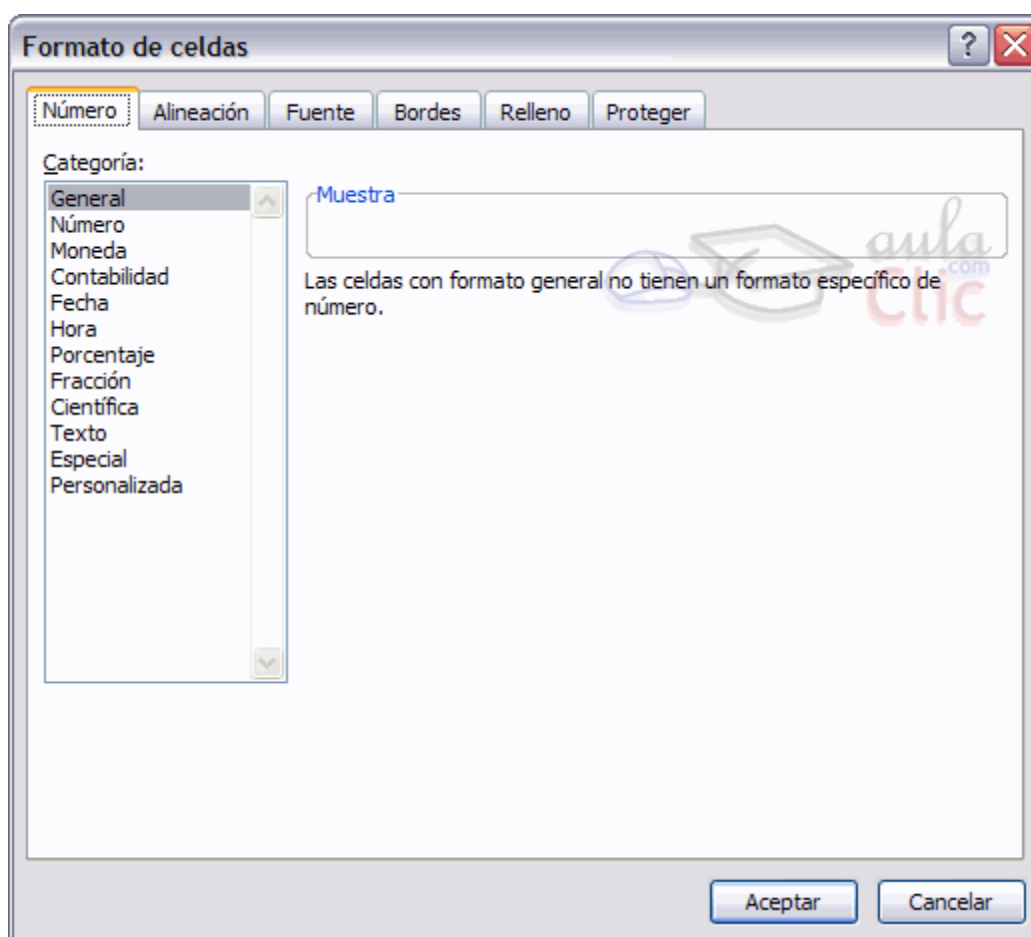 Formato de celdas
?
Número Alineación Fuente Bordes Relleno Proteger
Categoría:
General
Número
Moneda
Contabilidad
Fecha
Hora
Porcentaje
Fracción
Científica
Texto
Especial
Personalizada
Muestra
aula
.com
Clic
Las celdas con formato general no tienen un formato específico de
número.
Aceptar Cancelar